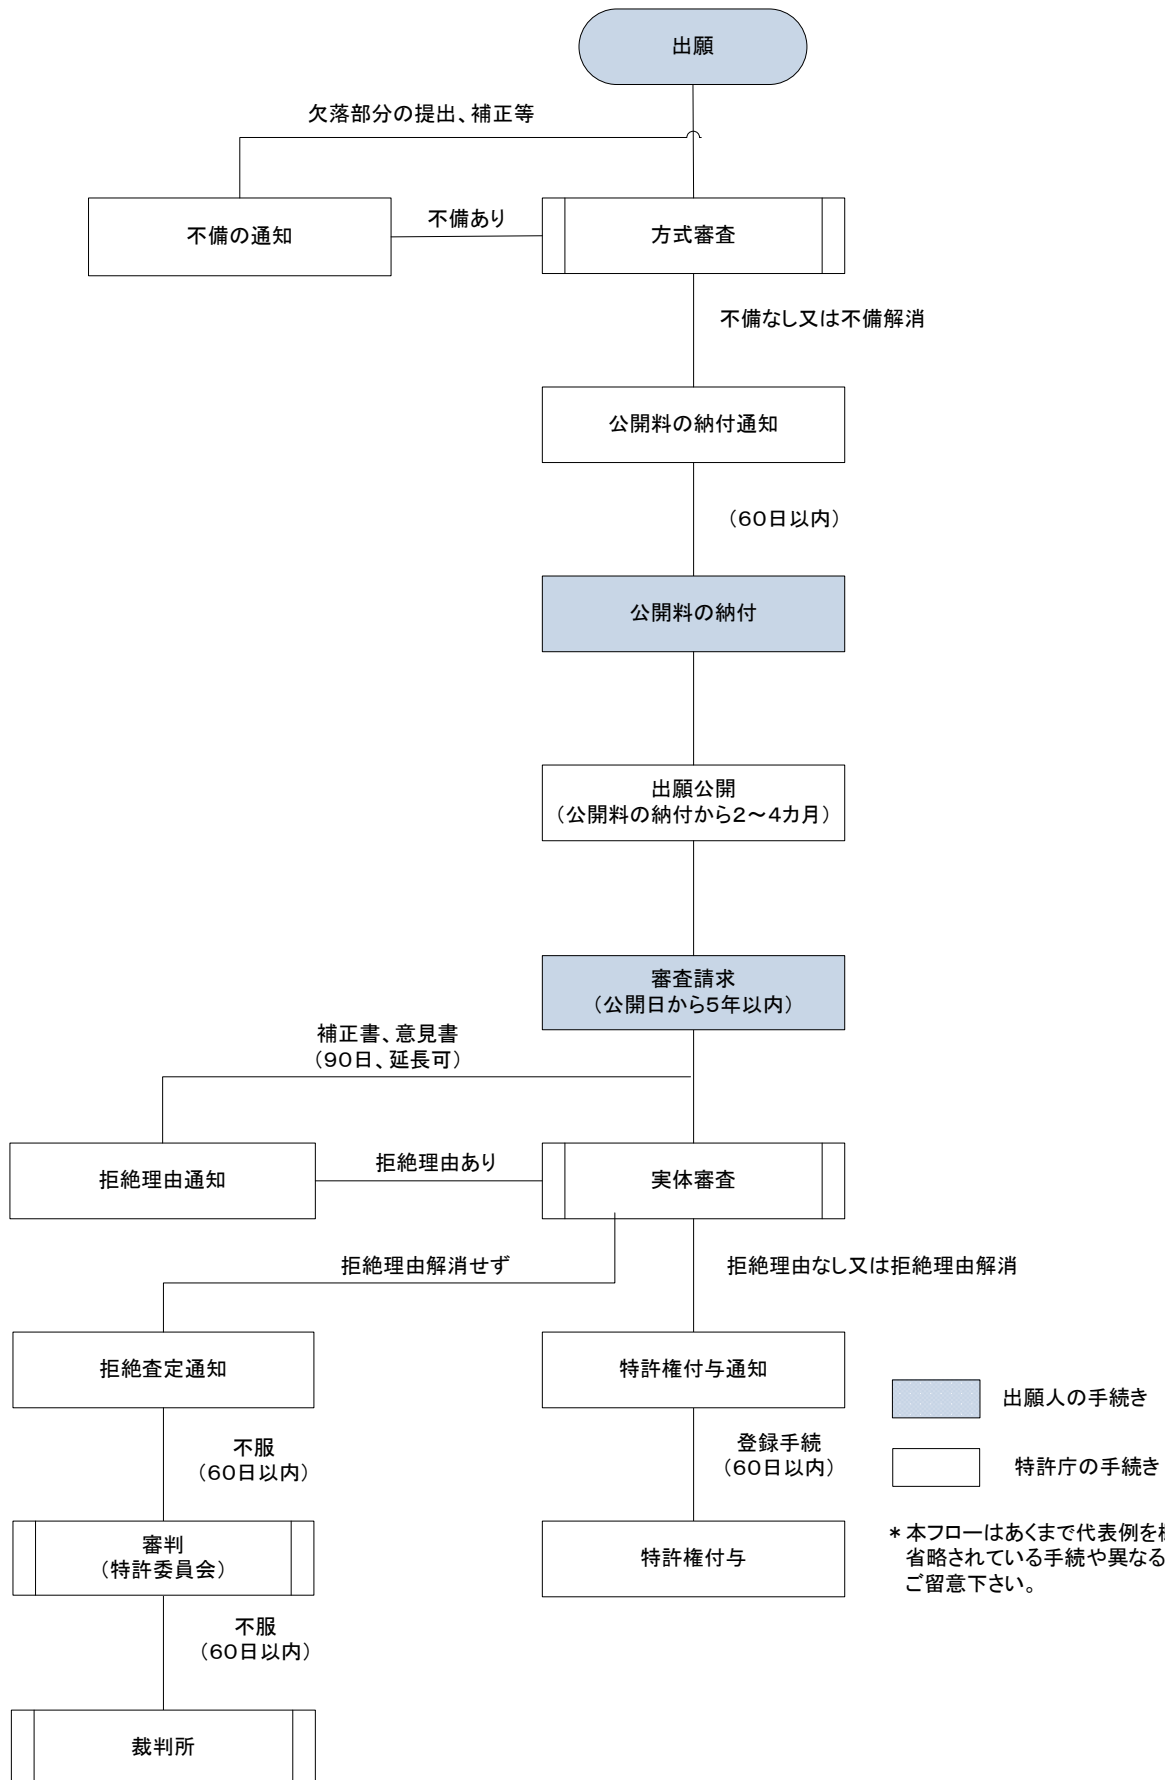 出願
欠落部分の提出、補正等
不備の通知
不備あり
方式審査
不備なし又は不備解消
公開料の納付通知
（60日以内）
公開料の納付
出願公開
（公開料の納付から2～4カ月）
審査請求
（公開日から5年以内）
補正書、意見書
（90日、延長可）
拒絶理由通知
拒絶理由あり
実体審査
拒絶理由解消せず
拒絶理由なし又は拒絶理由解消
拒絶査定通知
特許権付与通知
出願人の手続き
不服
（60日以内）
登録手続
（60日以内）
特許庁の手続き
審判
（特許委員会）
特許権付与
＊本フローはあくまで代表例を
省略されている手続や異なる
ご留意下さい。
不服
（60日以内）
裁判所